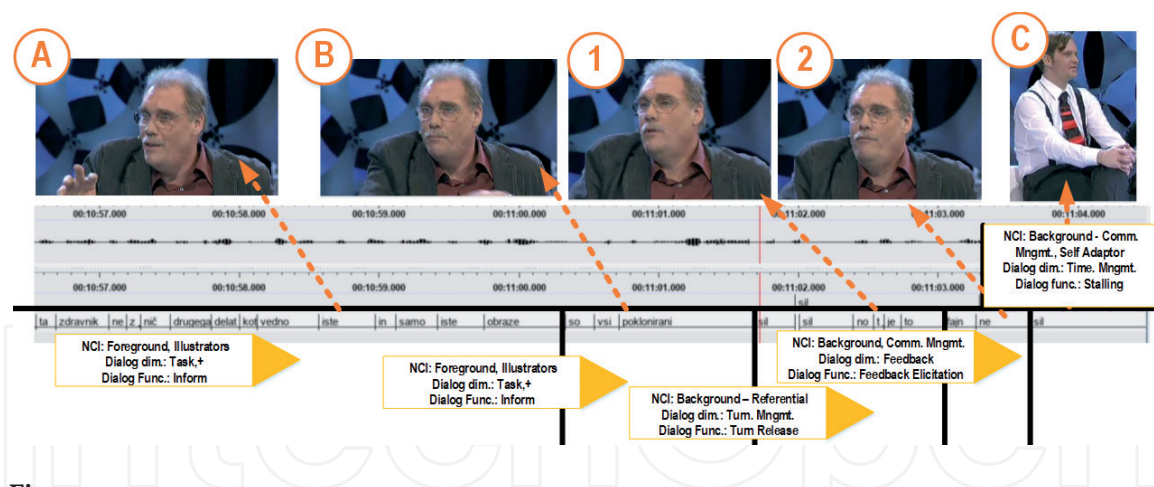 A
B
1
2
C
00:10:57.000 00:10:58.000 00:10:59.000 00:11:00.000 00:11:01.000 00:11:02.000 00:11:03.000 00:11:04.000
00:10:57.000 00:10:58.000 00:10:59.000 00:11:00.000 00:11:01.000 00:11:02.000 00:11:03.000
sil
ta zdravnik ne z nič drugega delat kot vedno iste in samo iste obraze so vsi poklonirani sil sil no t je to fajn ne sil
NCI: Background - Comm.
Mngmt., Self Adaptor
Dialog dim.: Time. Mngmt.
Dialog func.: Stalling
NCI: Foreground, Illustrators
Dialog dim.: Task,+
Dialog Func.: Inform
NCI: Foreground, Illustrators
Dialog dim.: Task,+
Dialog Func.: Inform
NCI: Background, Comm. Mngmt.
Dialog dim.: Feedback
Dialog Func.: Feedback Elicitation
NCI: Background – Referential
Dialog dim.: Turn. Mngmt.
Dialog Func.: Turn Release